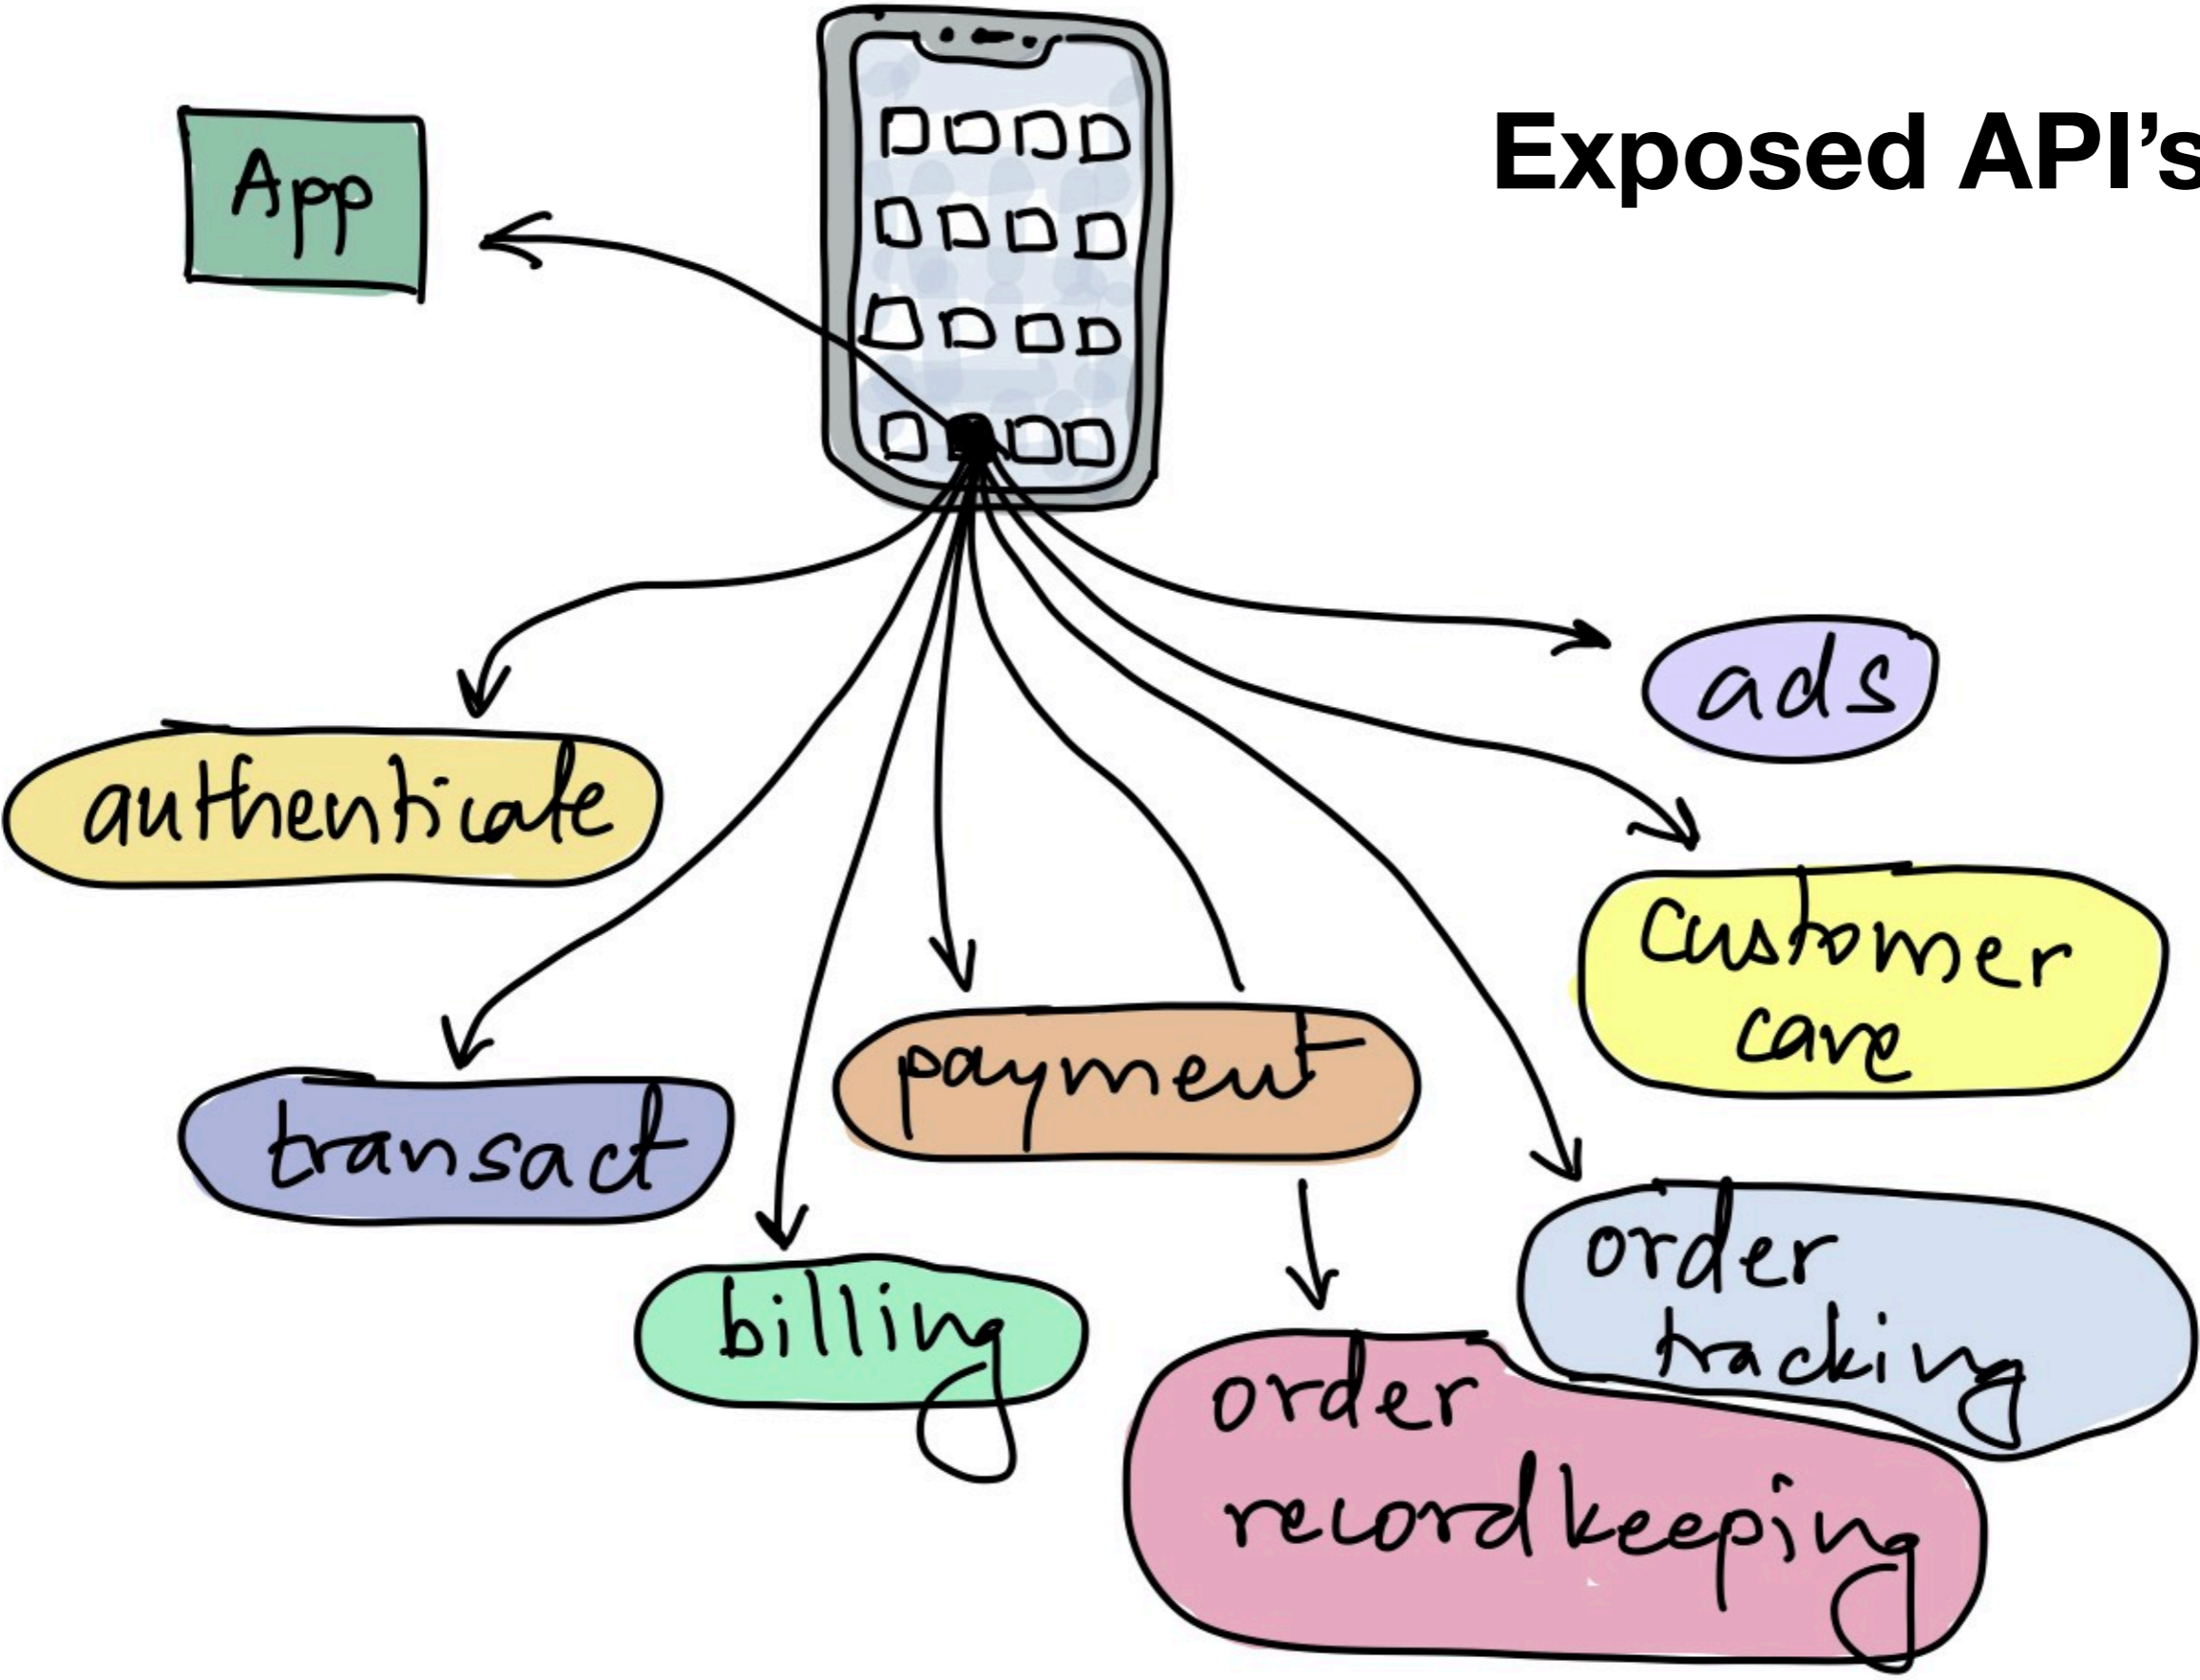 App
Exposed API’s
authenticate
ads
customer
care
transact
payment
billing
order
tracking
order
recordkeeping